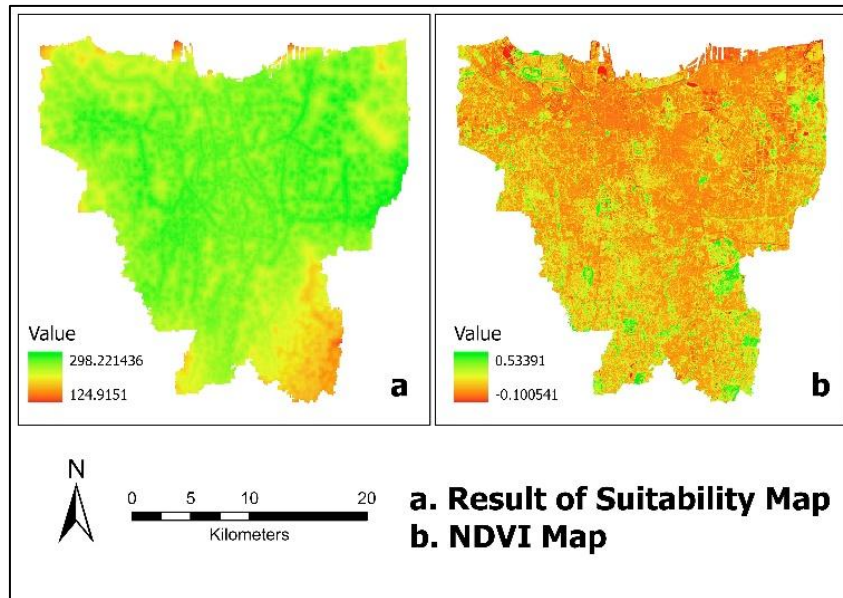 Value
298.221436
124.9151
a
Value
0.53391
-0.100541
b
N
0 5 10 20
Kilometers
a. Result of Suitability Map
b. NDVI Map